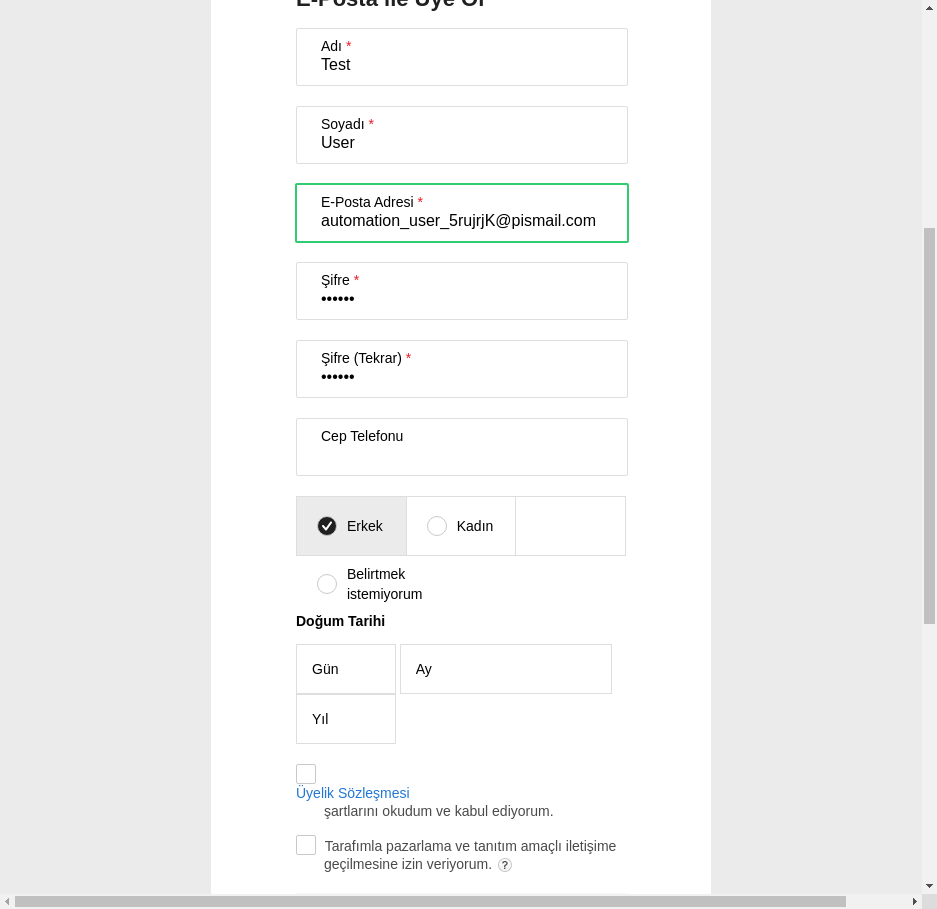 E-Posta ile Üye Ol
Adı *
Test
Soyadı *
User
E-Posta Adresi *
automation_user_5rujrjK@pismail.com
Şifre *
••••••
Şifre (Tekrar) *
••••••
Cep Telefonu
Erkek
Kadın
Belirtmek
istemiyorum
Doğum Tarihi
Gün
Ay
Yıl
Üyelik Sözleşmesi
şartlarını okudum ve kabul ediyorum.
Tarafımla pazarlama ve tanıtım amaçlı iletişime
geçilmesine izin veriyorum. ?